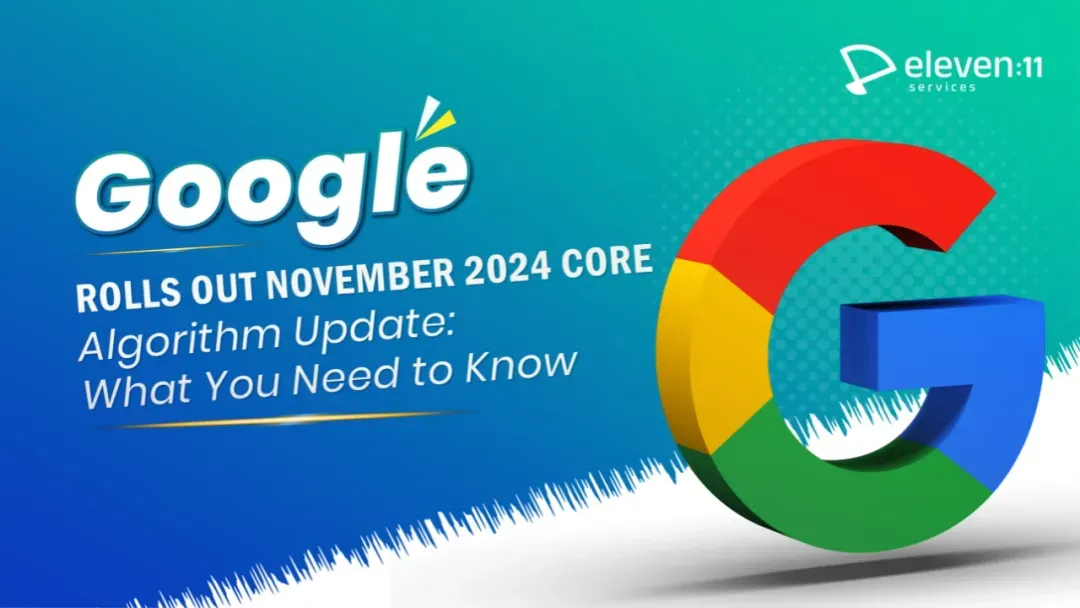 eleven:11
services
Google
ROLLS OUT NOVEMBER 2024 CORE
Algorithm Update:
What You Need to Know